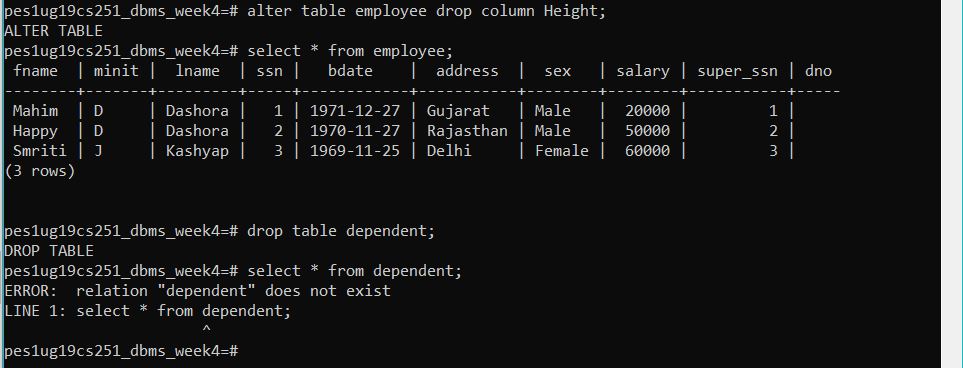 pes1ug19cs251_dbms_week4=# alter table employee drop column Height;
ALTER TABLE
pes1ug19cs251_dbms_week4=# select * from employee;
 fname  | minit |  lname  | ssn |   bdate    |  address  |  sex   | salary | super_ssn | dno
--------+-------+---------+-----+------------+-----------+--------+--------+-----------+-----
 Mahim  | D     | Dashora |   1 | 1971-12-27 | Gujarat   | Male   |  20000 |         1 |
 Happy  | D     | Dashora |   2 | 1970-11-27 | Rajasthan | Male   |  50000 |         2 |
 Smriti | J     | Kashyap |   3 | 1969-11-25 | Delhi     | Female |  60000 |         3 |
(3 rows)
pes1ug19cs251_dbms_week4=# drop table dependent;
DROP TABLE
pes1ug19cs251_dbms_week4=# select * from dependent;
ERROR:  relation "dependent" does not exist
LINE 1: select * from dependent;
                      ^
pes1ug19cs251_dbms_week4=#